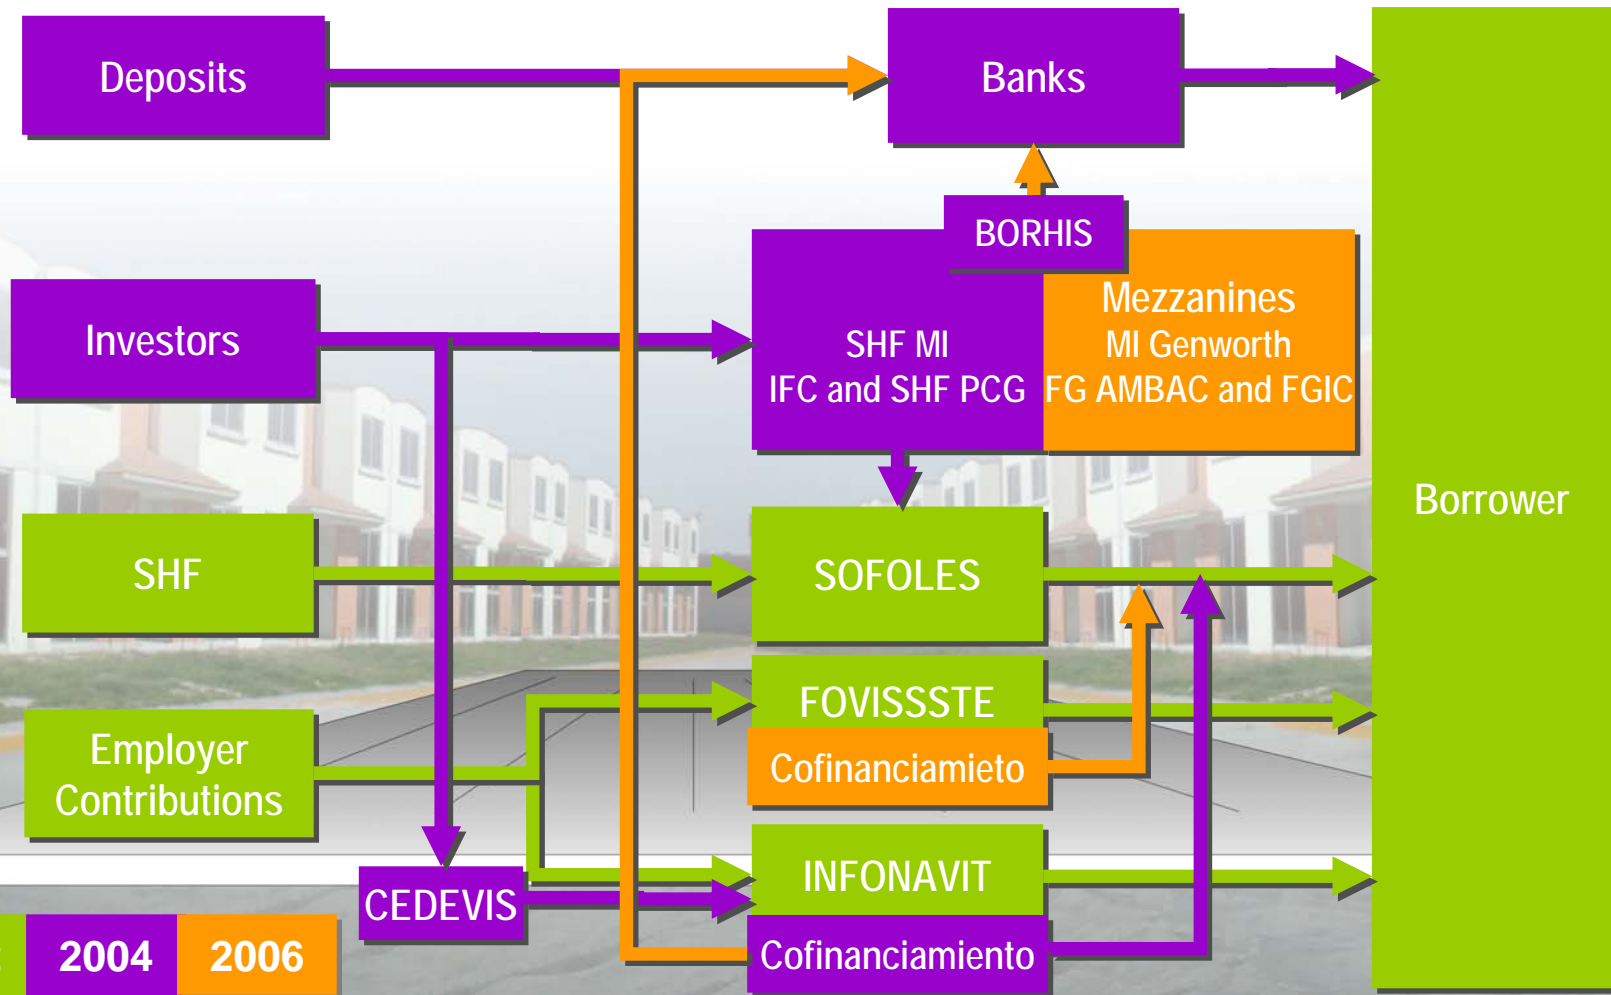 Deposits
Banks
BORHIS
Investors
SHF MI
IFC and SHF PCG
Mezzanines
MI Genworth
FG AMBAC and FGIC
Borrower
SHF
SOFOLES
FOVISSSTE
Cofinanciamieto
Employer
Contributions
INFONAVIT
CEDEVIS
Cofinanciamiento
2004
2006